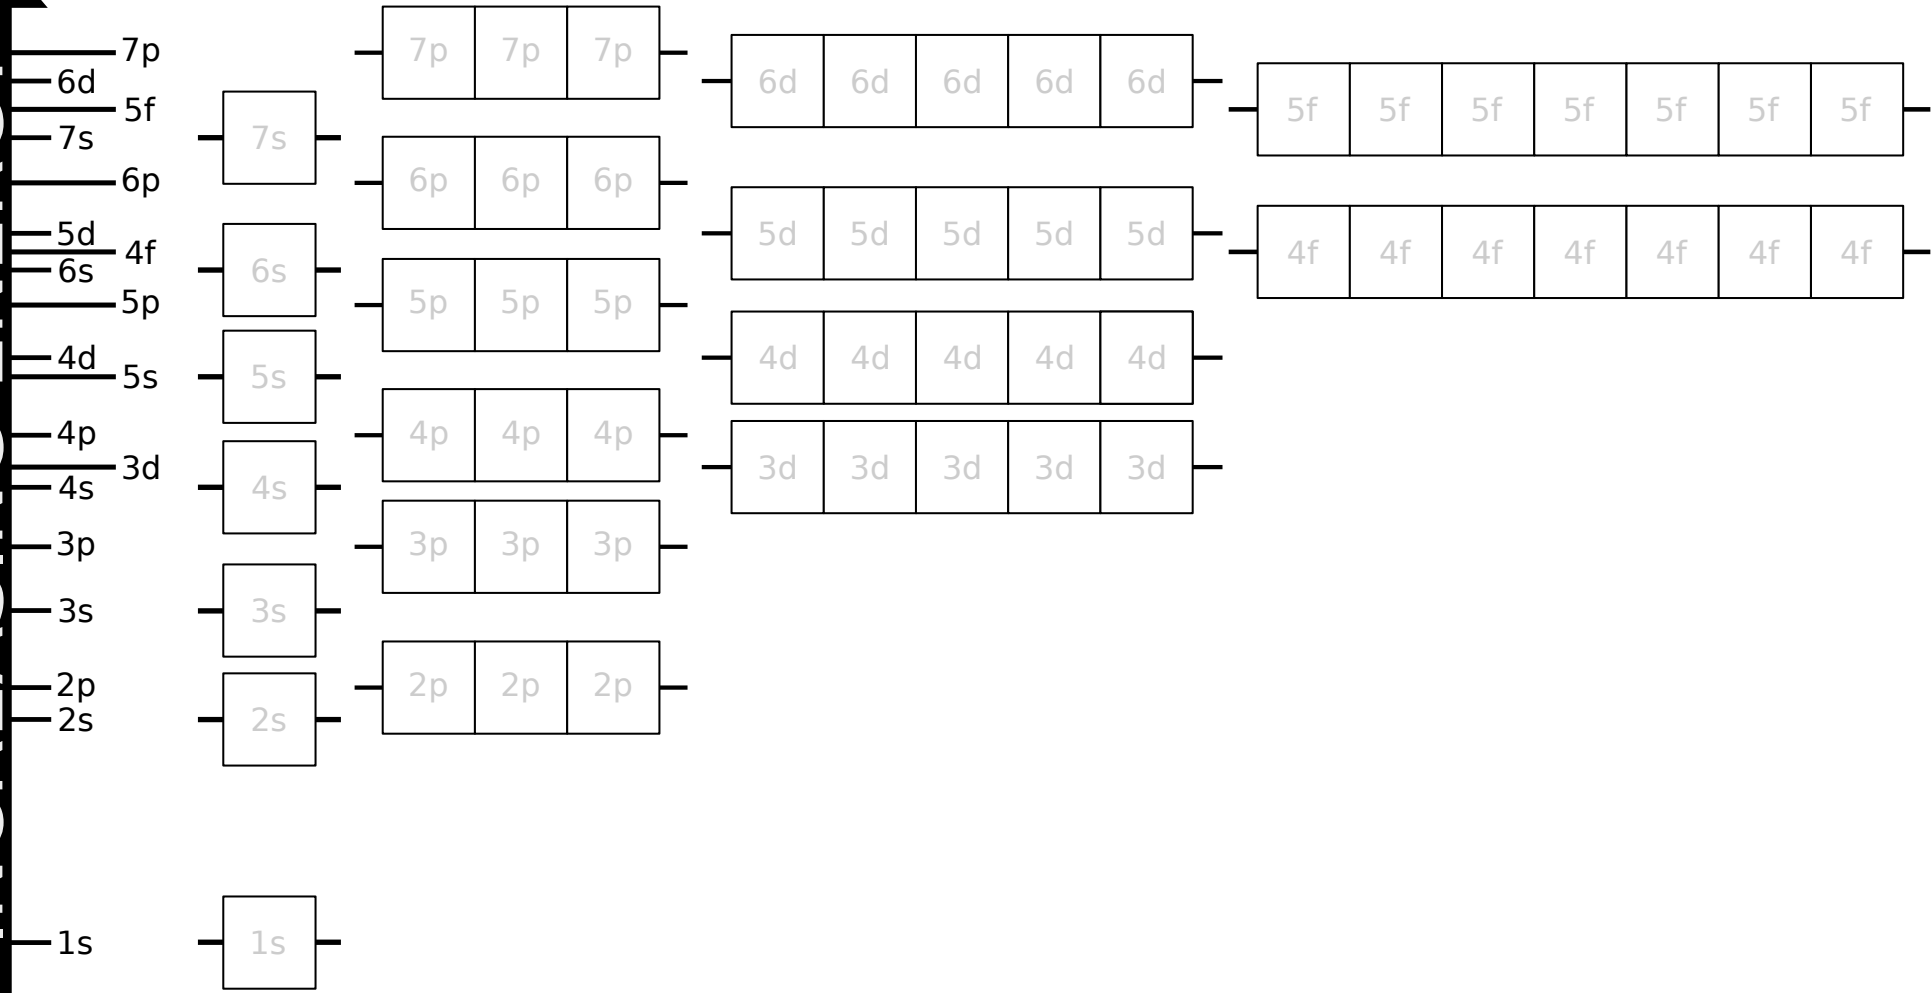 7p
6d
5f
7s
6p
5d
4f
6s
5p
4d
5s
4p
3d
4s
3p
3s
2p
2s
1s
7p 7p 7p
6d 6d 6d 6d 6d
5f 5f 5f 5f 5f 5f 5f
7s
6p 6p 6p
5d 5d 5d 5d 5d
4f 4f 4f 4f 4f 4f 4f
6s
5p 5p 5p
4d 4d 4d 4d 4d
5s
4p 4p 4p
3d 3d 3d 3d 3d
4s
3p 3p 3p
3s
2p 2p 2p
2s
1s